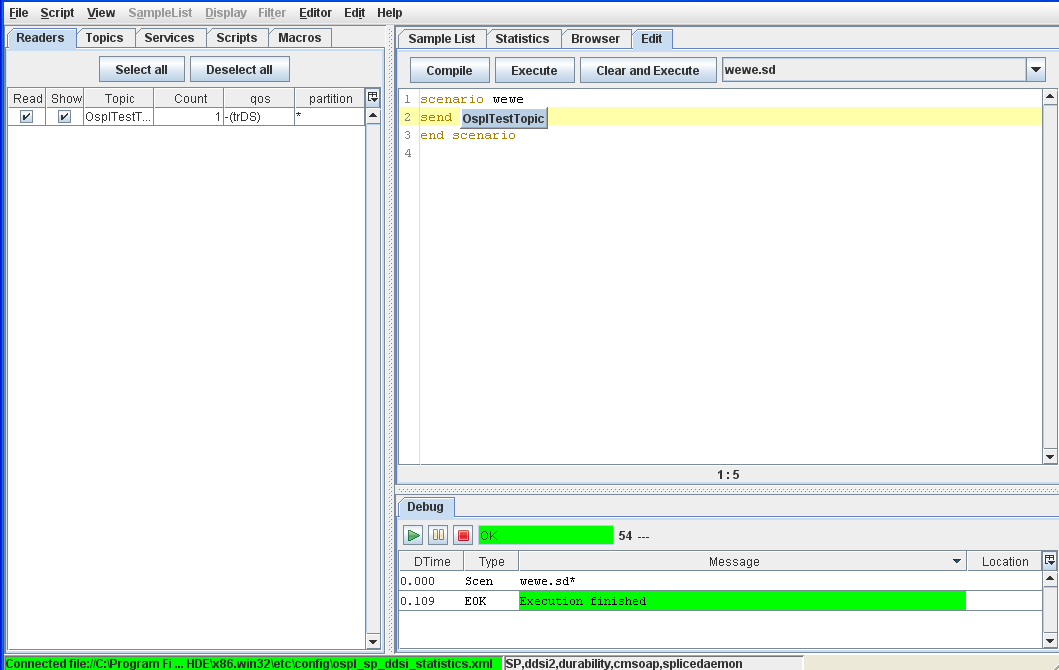 File Script View SampleList Display Filter Editor Edit Help
Readers Topics Services Scripts Macros
Select all Deselect all
Read Show Topic Count qos partition
OsplTestT... 1 -(trDS) *
Sample List Statistics Browser Edit
Compile Execute Clear and Execute wewe.sd
1 scenario wewe
2 send OsplTestTopic
3 end scenario
4
1 : 5
Debug
OK 54 ---
DTime Type Message Location
0.000 Scen wewe.sd*
0.109 EOK Execution finished
Connected file://C:\Program Fi ... HDE\x86.win32\etc\config\ospl_sp_ddsi_statistics.xml SP,ddsi2,durability,cmsoap,splicedaemon